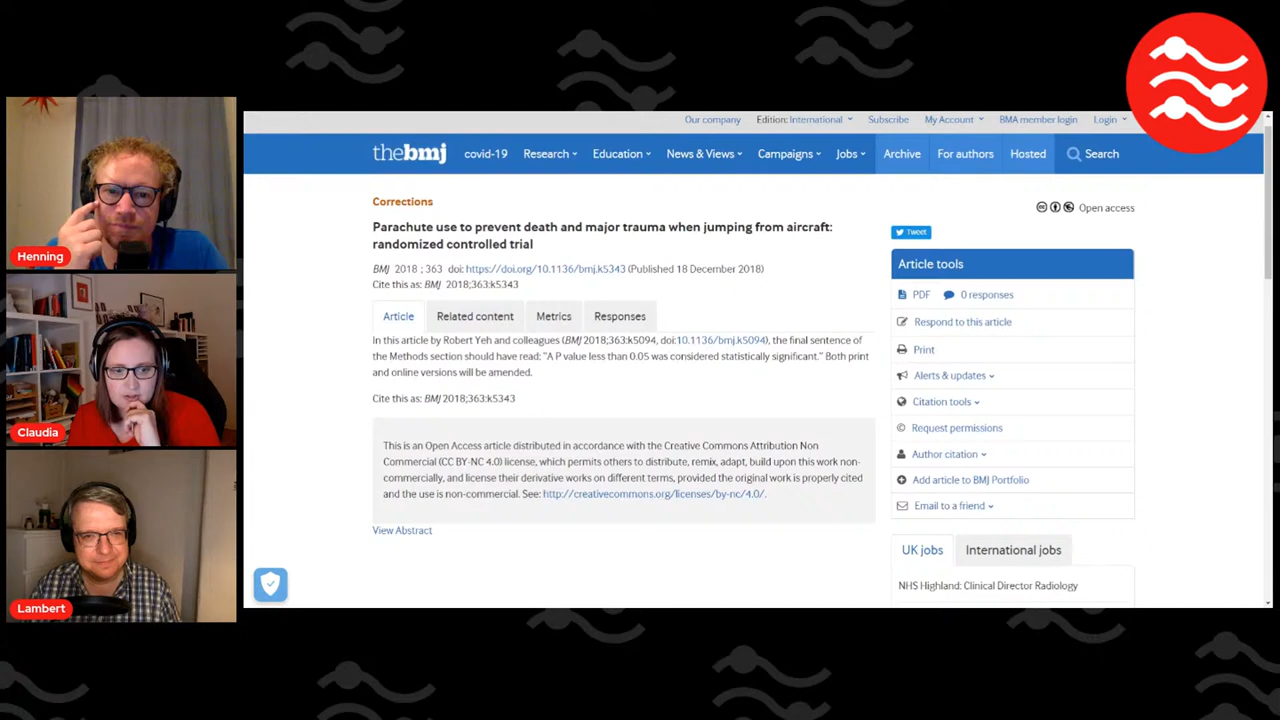 Our company
Edition: International
Subscribe
My Account
BMA member login
Login
thebmj
covid-19
Research
Education
News & Views
Campaigns
Jobs
Archive
For authors
Hosted
Search
Corrections
Open access
Parachute use to prevent death and major trauma when jumping from aircraft:
randomized controlled trial
BMJ 2018 ; 363 doi: https://doi.org/10.1136/bmj.k5343 (Published 18 December 2018)
Cite this as: BMJ 2018;363:k5343
Article
Related content
Metrics
Responses
In this article by Robert Yeh and colleagues (BMJ 2018;363:k5094, doi:10.1136/bmj.k5094), the final sentence of
the Methods section should have read: "A P value less than 0.05 was considered statistically significant." Both print
and online versions will be amended.
Cite this as: BMJ 2018;363:k5343
This is an Open Access article distributed in accordance with the Creative Commons Attribution Non
Commercial (CC BY-NC 4.0) license, which permits others to distribute, remix, adapt, build upon this work non-
commercially, and license their derivative works on different terms, provided the original work is properly cited
and the use is non-commercial. See: http://creativecommons.org/licenses/by-nc/4.0/.
View Abstract
Tweet
Article tools
PDF
0 responses
Respond to this article
Print
Alerts & updates
Citation tools
Request permissions
Author citation
Add article to BMJ Portfolio
Email to a friend
UK jobs
International jobs
NHS Highland: Clinical Director Radiology
Henning
Claudia
Lambert